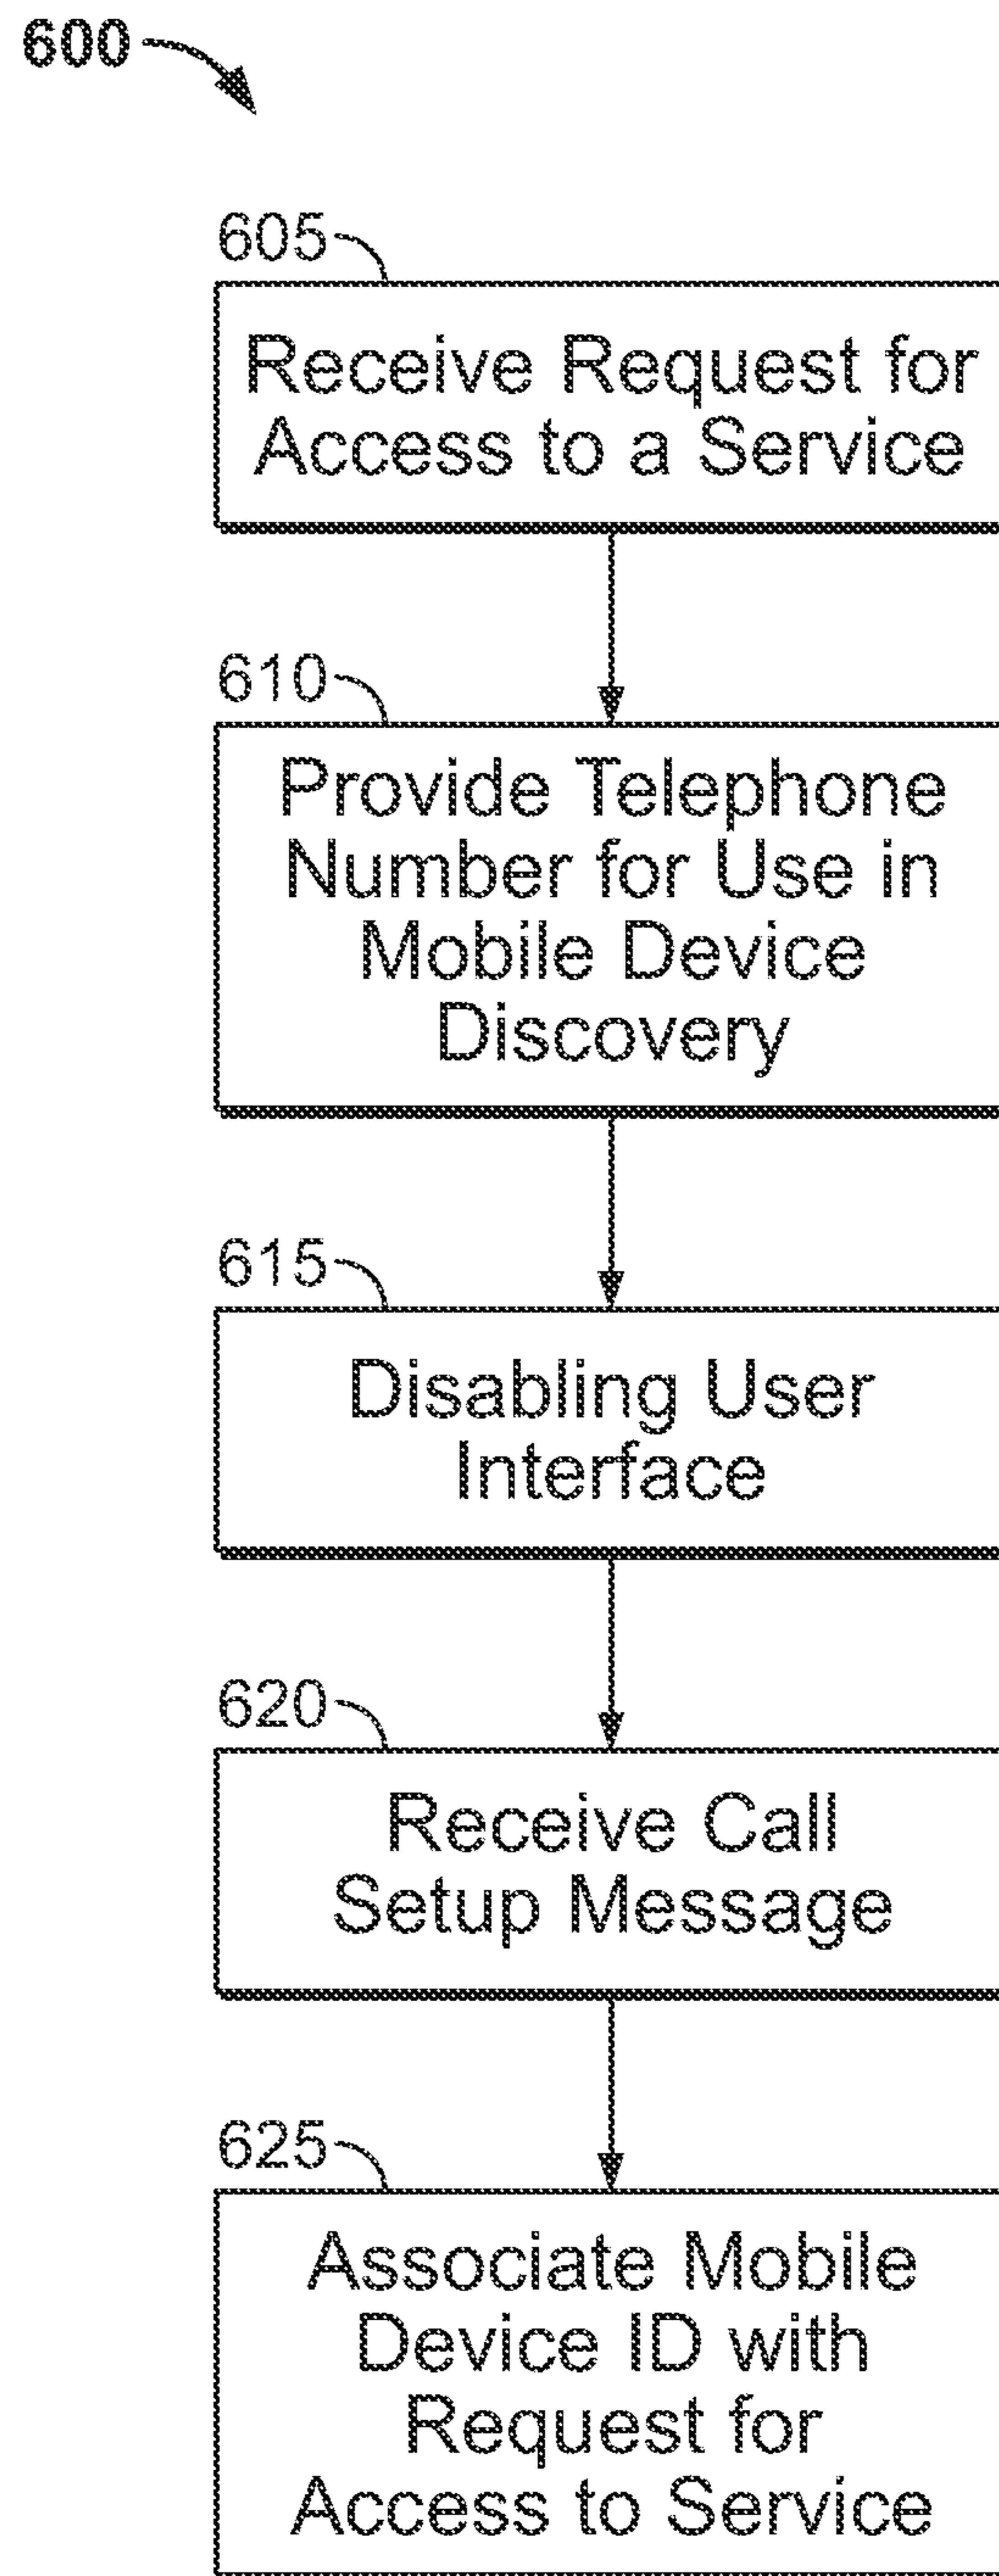 600
605
Receive Request for
Access to a Service
610
Provide Telephone
Number for Use in
Mobile Device
Discovery
615
Disabling User
Interface
620
Receive Call
Setup Message
625
Associate Mobile
Device ID with
Request for
Access to Service